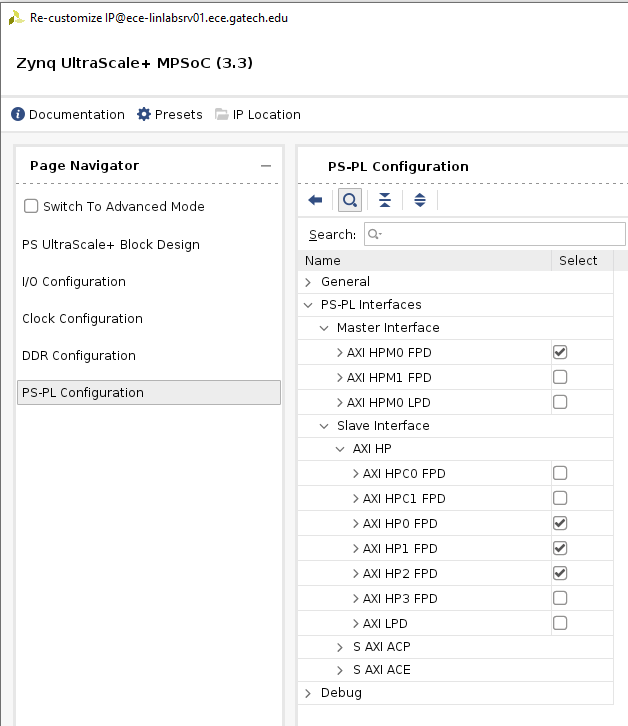 Re-customize IP@ece-linlabsrv01.ece.gatech.edu
Zynq UltraScale+ MPSoC (3.3)
Documentation Presets IP Location
Page Navigator
Switch To Advanced Mode
PS UltraScale+ Block Design
I/O Configuration
Clock Configuration
DDR Configuration
PS-PL Configuration
PS-PL Configuration
Search:
Name Select
General
PS-PL Interfaces
Master Interface
AXI HPM0 FPD
AXI HPM1 FPD
AXI HPM0 LPD
Slave Interface
AXI HP
AXI HPC0 FPD
AXI HPC1 FPD
AXI HP0 FPD
AXI HP1 FPD
AXI HP2 FPD
AXI HP3 FPD
AXI LPD
S AXI ACP
S AXI ACE
Debug